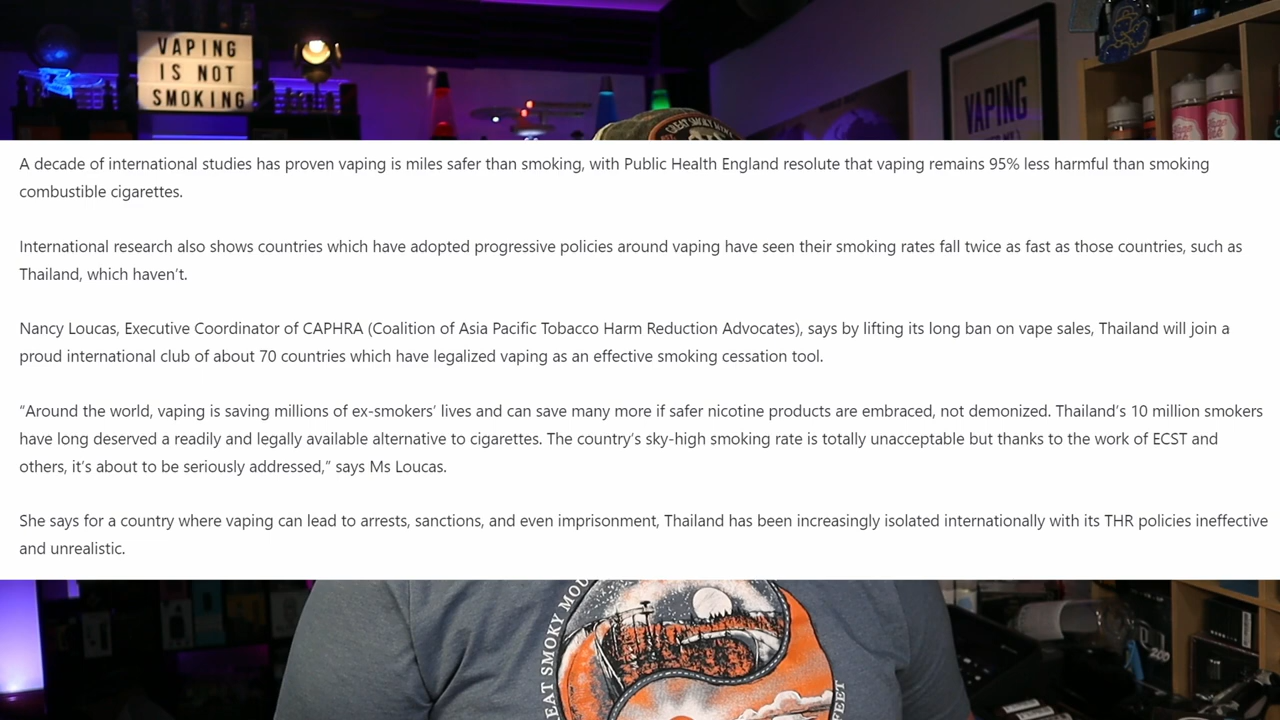 VAPING
IS NOT
SMOKING
GREAT SMOKY
VAPING
A decade of international studies has proven vaping is miles safer than smoking, with Public Health England resolute that vaping remains 95% less harmful than smoking
combustible cigarettes.
International research also shows countries which have adopted progressive policies around vaping have seen their smoking rates fall twice as fast as those countries, such as
Thailand, which haven’t.
Nancy Loucas, Executive Coordinator of CAPHRA (Coalition of Asia Pacific Tobacco Harm Reduction Advocates), says by lifting its long ban on vape sales, Thailand will join a
proud international club of about 70 countries which have legalized vaping as an effective smoking cessation tool.
“Around the world, vaping is saving millions of ex-smokers’ lives and can save many more if safer nicotine products are embraced, not demonized. Thailand’s 10 million smokers
have long deserved a readily and legally available alternative to cigarettes. The country’s sky-high smoking rate is totally unacceptable but thanks to the work of ECST and
others, it’s about to be seriously addressed,” says Ms Loucas.
She says for a country where vaping can lead to arrests, sanctions, and even imprisonment, Thailand has been increasingly isolated internationally with its THR policies ineffective
and unrealistic.
EAT SMOKY MOU
FEET
200